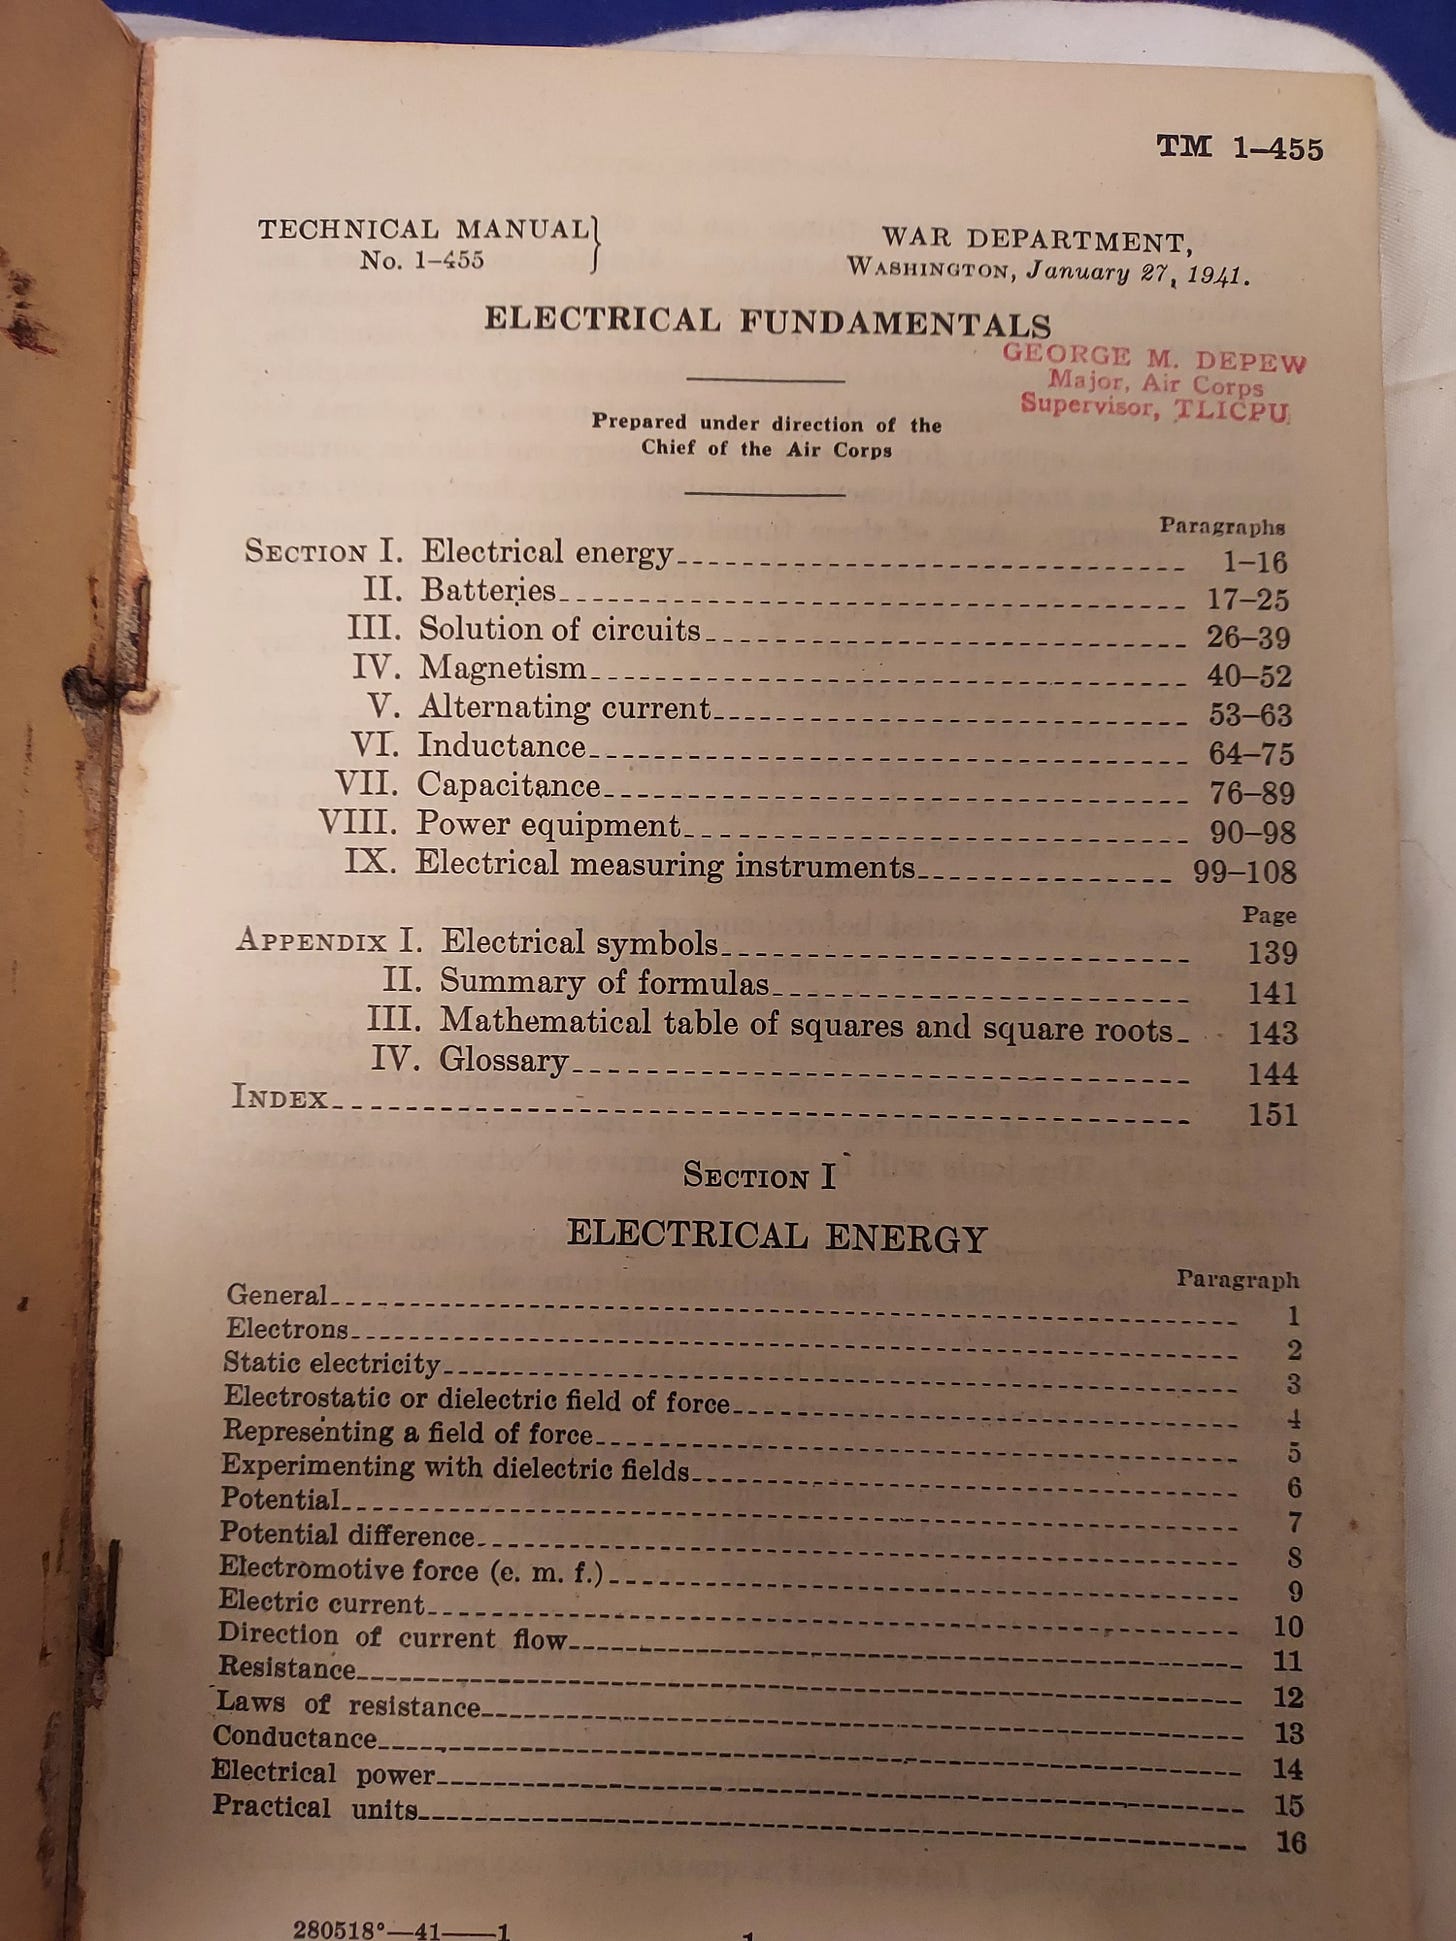 TM 1–455
TECHNICAL MANUAL}
No. 1–455
WAR DEPARTMENT,
WASHINGTON, January 27, 1941.
ELECTRICAL FUNDAMENTALS
GEORGE M. DEPEW
Major, Air Corps
Supervisor, TLICPU
Prepared under direction of the
Chief of the Air Corps
Paragraphs
SECTION I. Electrical energy 1–16
II. Batteries 17–25
III. Solution of circuits 26–39
IV. Magnetism 40–52
V. Alternating current 53–63
VI. Inductance 64–75
VII. Capacitance 76–89
VIII. Power equipment 90–98
IX. Electrical measuring instruments 99–108
Page
APPENDIX I. Electrical symbols 139
II. Summary of formulas 141
III. Mathematical table of squares and square roots 143
IV. Glossary 144
INDEX 151
SECTION I
ELECTRICAL ENERGY
Paragraph
General 1
Electrons 2
Static electricity 3
Electrostatic or dielectric field of force 4
Representing a field of force 5
Experimenting with dielectric fields 6
Potential 7
Potential difference 8
Electromotive force (e. m. f.) 9
Electric current 10
Direction of current flow 11
Resistance 12
Laws of resistance 13
Conductance 14
Electrical power 15
Practical units 16
280518°—41——1 1